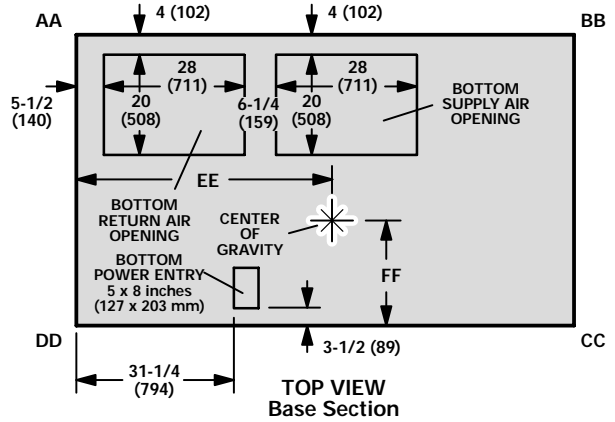 AA
4 (102)
4 (102)
BB
28
(711)
28
(711)
5-1/2
(140)
20
(508)
6-1/4
(159)
20
(508)
BOTTOM
SUPPLY AIR
OPENING
EE
BOTTOM
RETURN AIR
OPENING
CENTER
OF
GRAVITY
BOTTOM
POWER ENTRY
5 x 8 inches
(127 x 203 mm)
FF
DD
3-1/2 (89)
CC
31-1/4
(794)
TOP VIEW
Base Section